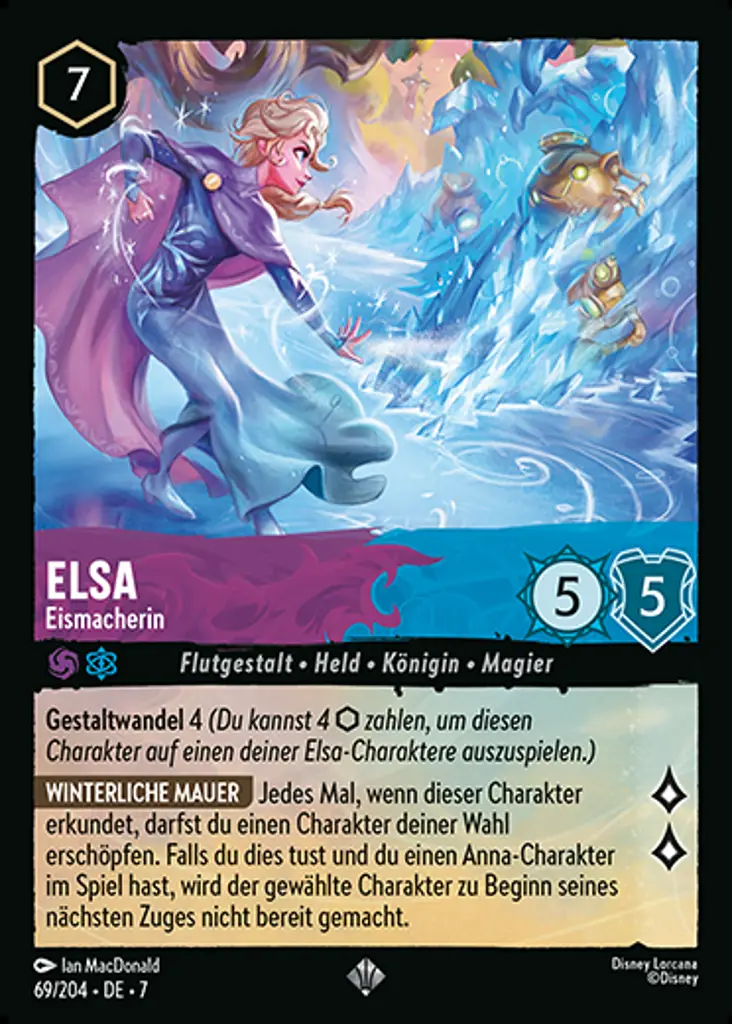 7
ELSA
Eismacherin
5
5
Flutgestalt • Held • Königin • Magier
Gestaltwandel 4 (Du kannst 4 ⬡ zahlen, um diesen
Charakter auf einen deiner Elsa-Charaktere auszuspielen.)
WINTERLICHE MAUER Jedes Mal, wenn dieser Charakter
erkundet, darfst du einen Charakter deiner Wahl
erschöpfen. Falls du dies tust und du einen Anna-Charakter
im Spiel hast, wird der gewählte Charakter zu Beginn seines
nächsten Zuges nicht bereit gemacht.
Ian MacDonald
69/204 • DE • 7
Disney Lorcana
©Disney